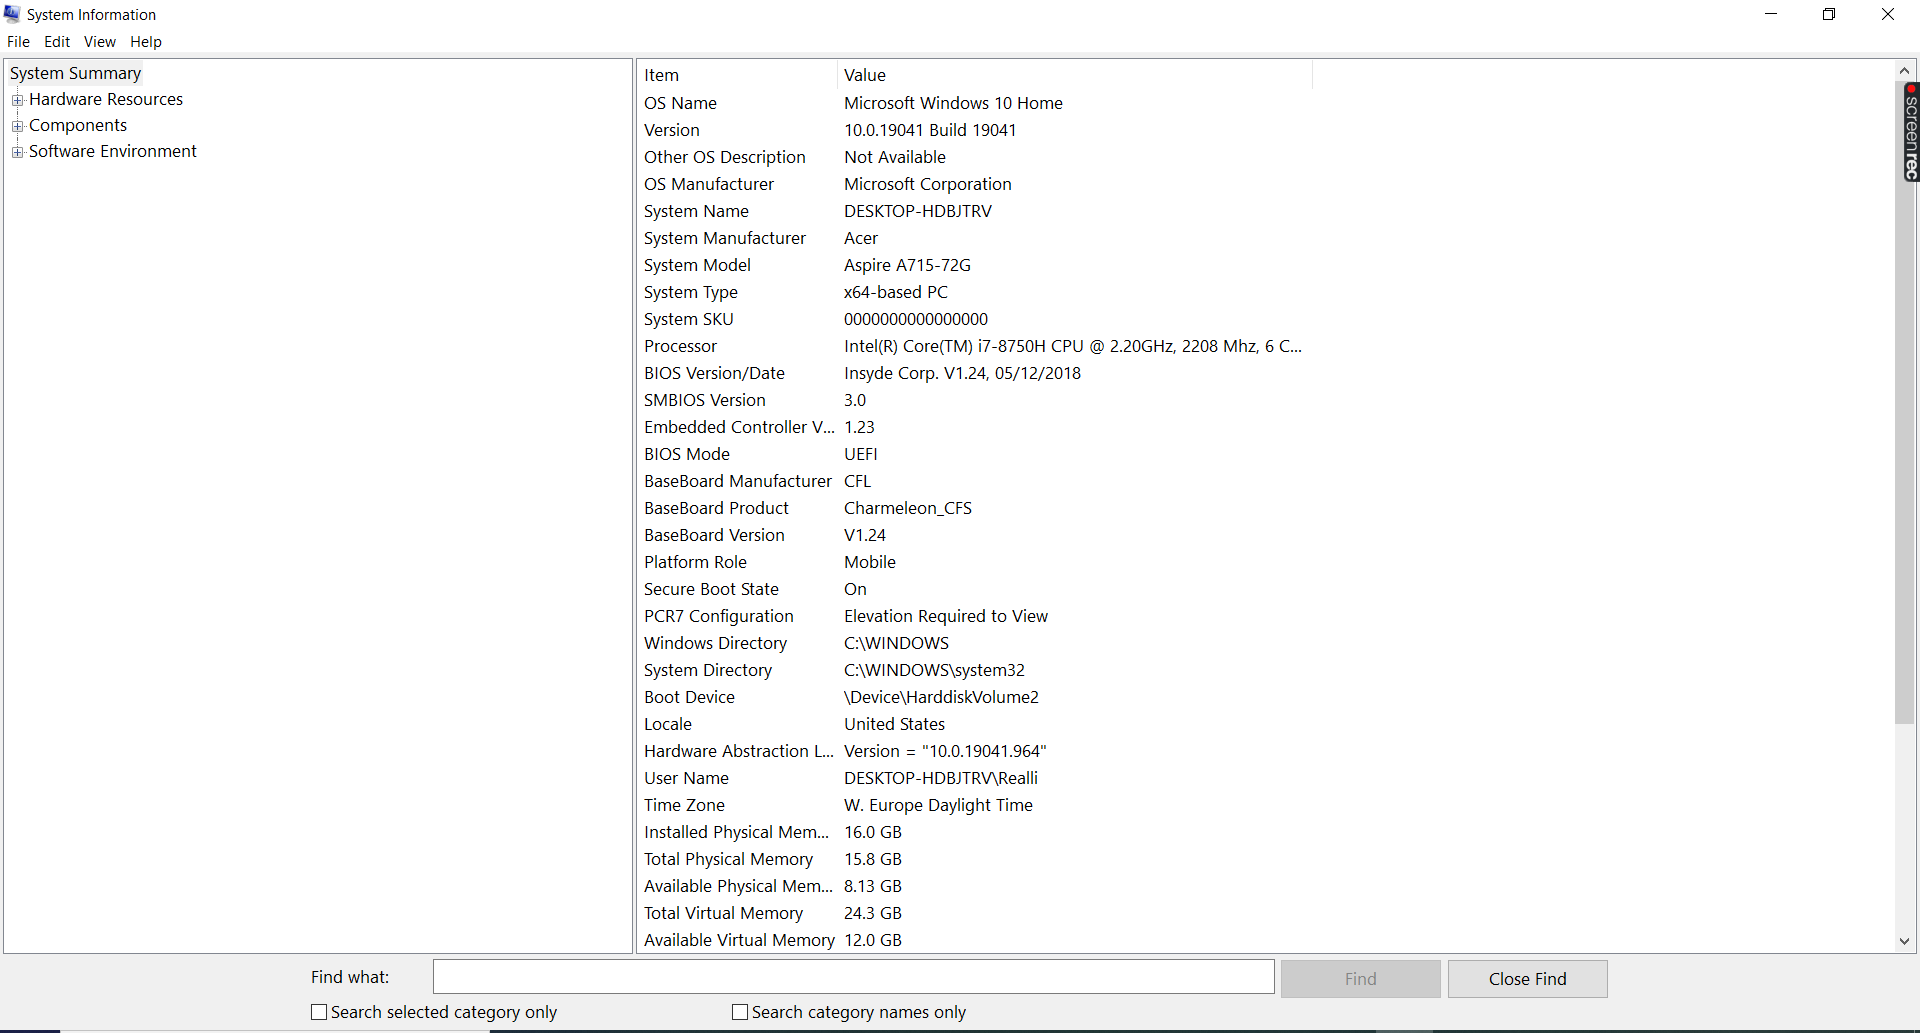 System Information
File Edit View Help
System Summary
Hardware Resources
Components
Software Environment
Item Value
OS Name Microsoft Windows 10 Home
Version 10.0.19041 Build 19041
Other OS Description Not Available
OS Manufacturer Microsoft Corporation
System Name DESKTOP-HDBJTRV
System Manufacturer Acer
System Model Aspire A715-72G
System Type x64-based PC
System SKU 0000000000000000
Processor Intel(R) Core(TM) i7-8750H CPU @ 2.20GHz, 2208 Mhz, 6 C...
BIOS Version/Date Insyde Corp. V1.24, 05/12/2018
SMBIOS Version 3.0
Embedded Controller V... 1.23
BIOS Mode UEFI
BaseBoard Manufacturer CFL
BaseBoard Product Charmeleon_CFS
BaseBoard Version V1.24
Platform Role Mobile
Secure Boot State On
PCR7 Configuration Elevation Required to View
Windows Directory C:\WINDOWS
System Directory C:\WINDOWS\system32
Boot Device \Device\HarddiskVolume2
Locale United States
Hardware Abstraction L... Version = "10.0.19041.964"
User Name DESKTOP-HDBJTRV\Realli
Time Zone W. Europe Daylight Time
Installed Physical Mem... 16.0 GB
Total Physical Memory 15.8 GB
Available Physical Mem... 8.13 GB
Total Virtual Memory 24.3 GB
Available Virtual Memory 12.0 GB
screenrec
Find what: Find Close Find
Search selected category only Search category names only